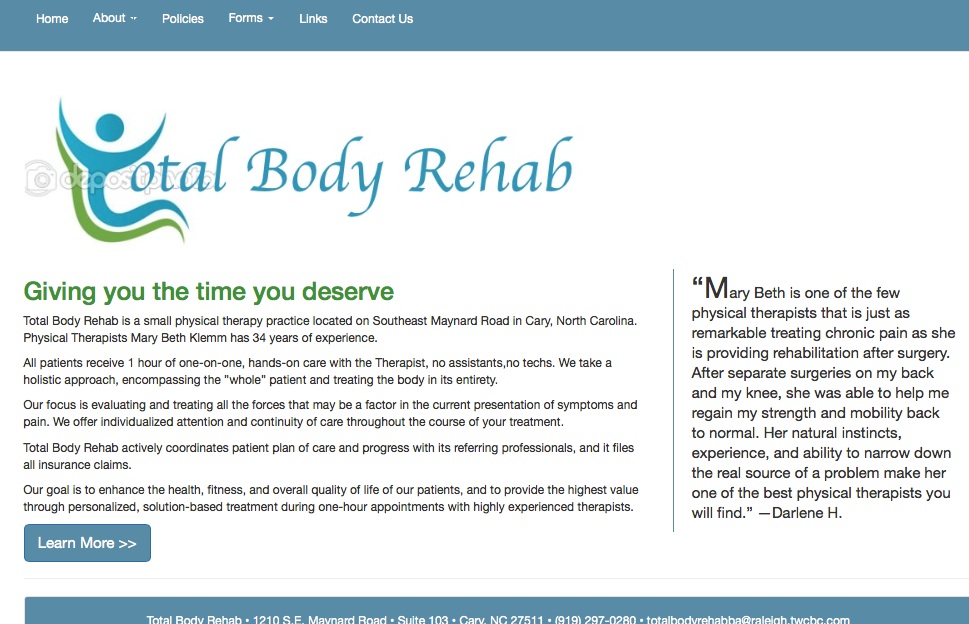 Home About Policies Forms Links Contact Us
Total Body Rehab
depositphotos
Giving you the time you deserve
Total Body Rehab is a small physical therapy practice located on Southeast Maynard Road in Cary, North Carolina.
Physical Therapists Mary Beth Klemm has 34 years of experience.
All patients receive 1 hour of one-on-one, hands-on care with the Therapist, no assistants,no techs. We take a
holistic approach, encompassing the "whole" patient and treating the body in its entirety.
Our focus is evaluating and treating all the forces that may be a factor in the current presentation of symptoms and
pain. We offer individualized attention and continuity of care throughout the course of your treatment.
Total Body Rehab actively coordinates patient plan of care and progress with its referring professionals, and it files
all insurance claims.
Our goal is to enhance the health, fitness, and overall quality of life of our patients, and to provide the highest value
through personalized, solution-based treatment during one-hour appointments with highly experienced therapists.
Learn More >>
“Mary Beth is one of the few
physical therapists that is just as
remarkable treating chronic pain as she
is providing rehabilitation after surgery.
After separate surgeries on my back
and my knee, she was able to help me
regain my strength and mobility back
to normal. Her natural instincts,
experience, and ability to narrow down
the real source of a problem make her
one of the best physical therapists you
will find.” —Darlene H.
Total Body Rehab • 1210 S.E. Maynard Road • Suite 103 • Cary, NC 27511 • (919) 297-0280 • totalbodyrehabba@raleigh.twcbc.com